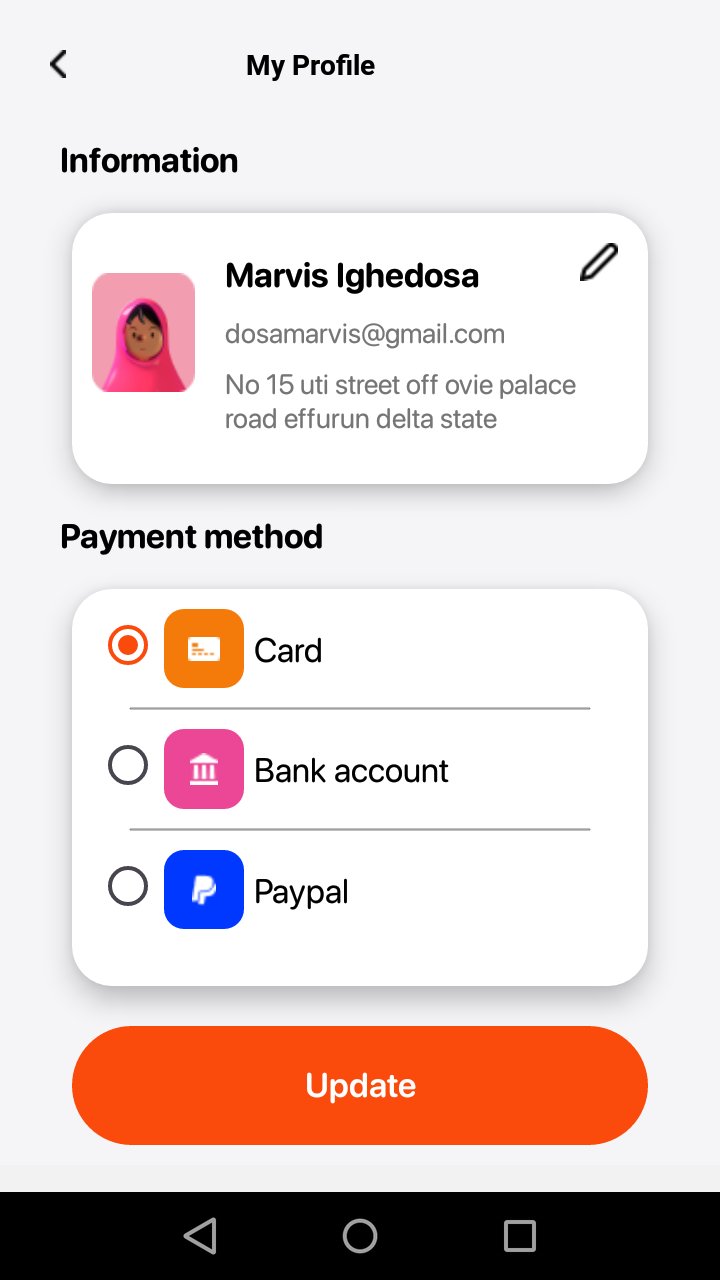 My Profile
Information
Marvis Ighedosa
dosamarvis@gmail.com
No 15 uti street off ovie palace
road effurun delta state
Payment method
Card
Bank account
Paypal
Update